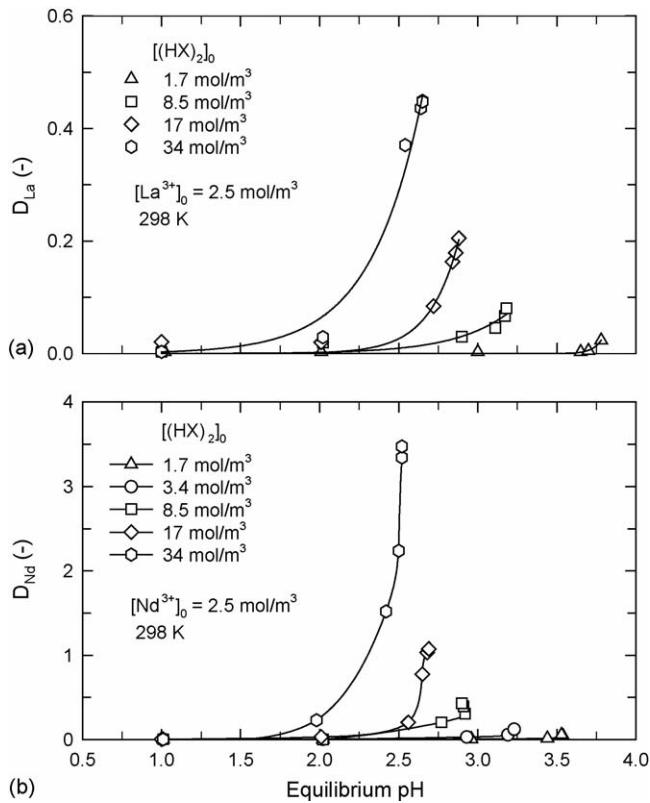 0.6
[(HX)₂]₀
1.7 mol/m³
8.5 mol/m³
17 mol/m³
34 mol/m³
0.4
[La³⁺]₀ = 2.5 mol/m³
298 K
D_La (-)
0.2
0.0
(a)
4
[(HX)₂]₀
1.7 mol/m³
3.4 mol/m³
8.5 mol/m³
17 mol/m³
34 mol/m³
3
2
D_Nd (-)
[Nd³⁺]₀ = 2.5 mol/m³
298 K
1
0
0.5 1.0 1.5 2.0 2.5 3.0 3.5 4.0
(b)
Equilibrium pH